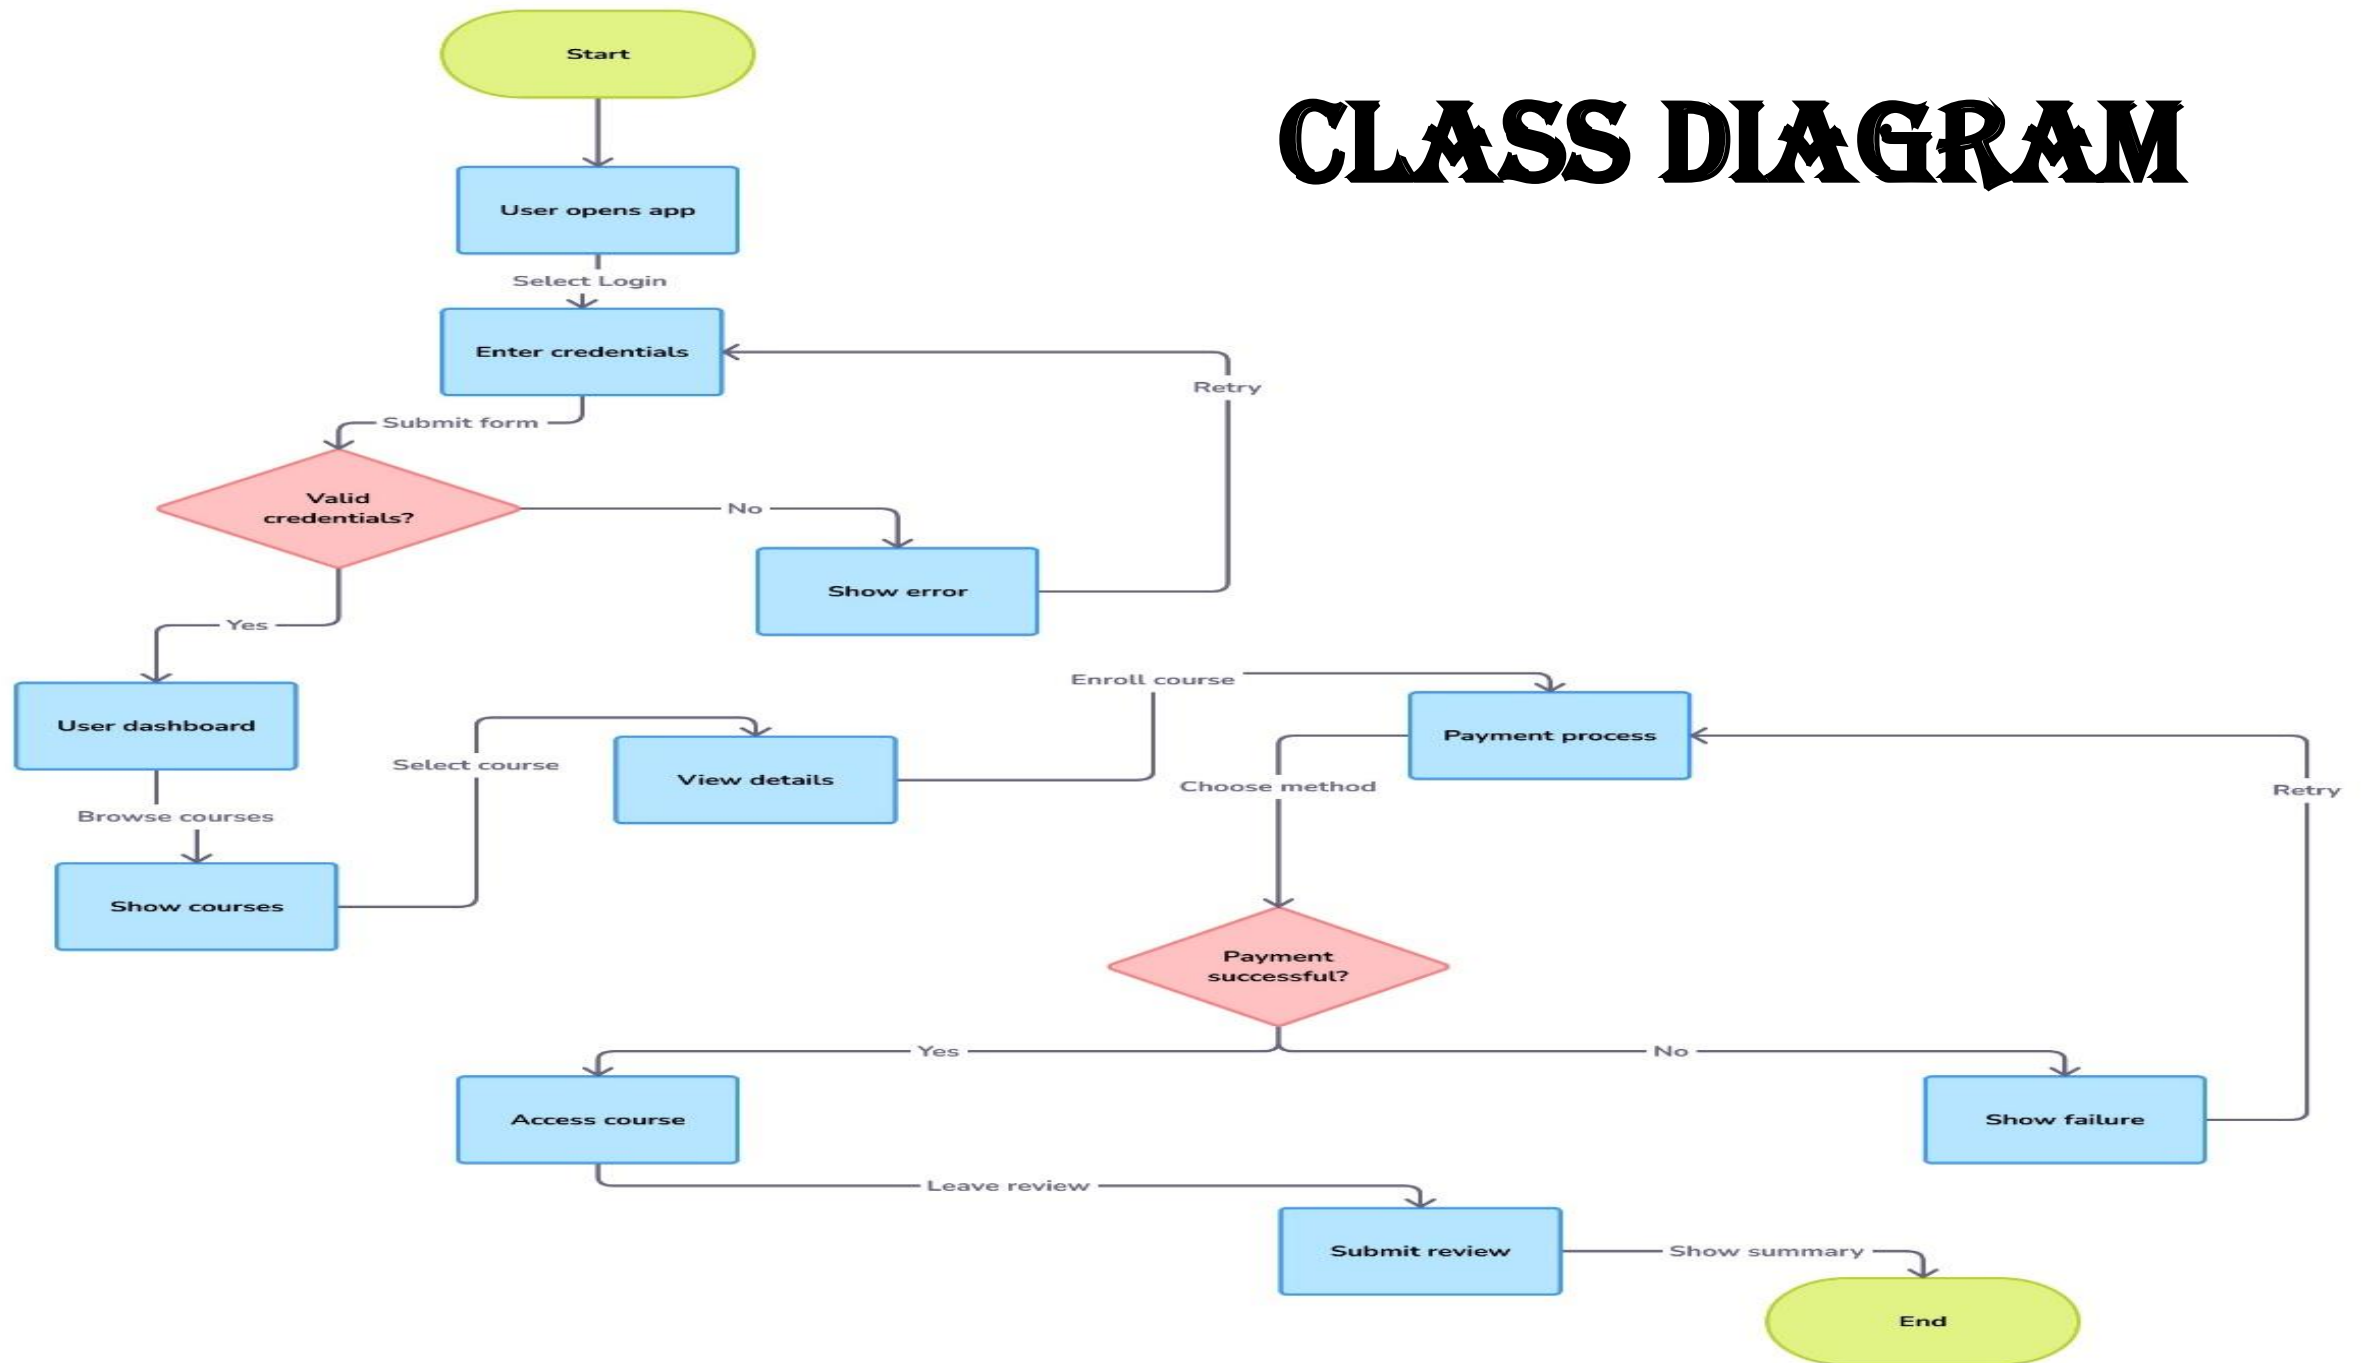 Start
CLASS DIAGRAM
User opens app
Select Login
Enter credentials
Retry
Submit form
Valid
credentials?
No
Show error
Yes
User dashboard
Browse courses
Show courses
Select course
View details
Enroll course
Payment process
Choose method
Retry
Payment
successful?
Yes
No
Access course
Show failure
Leave review
Submit review
Show summary
End